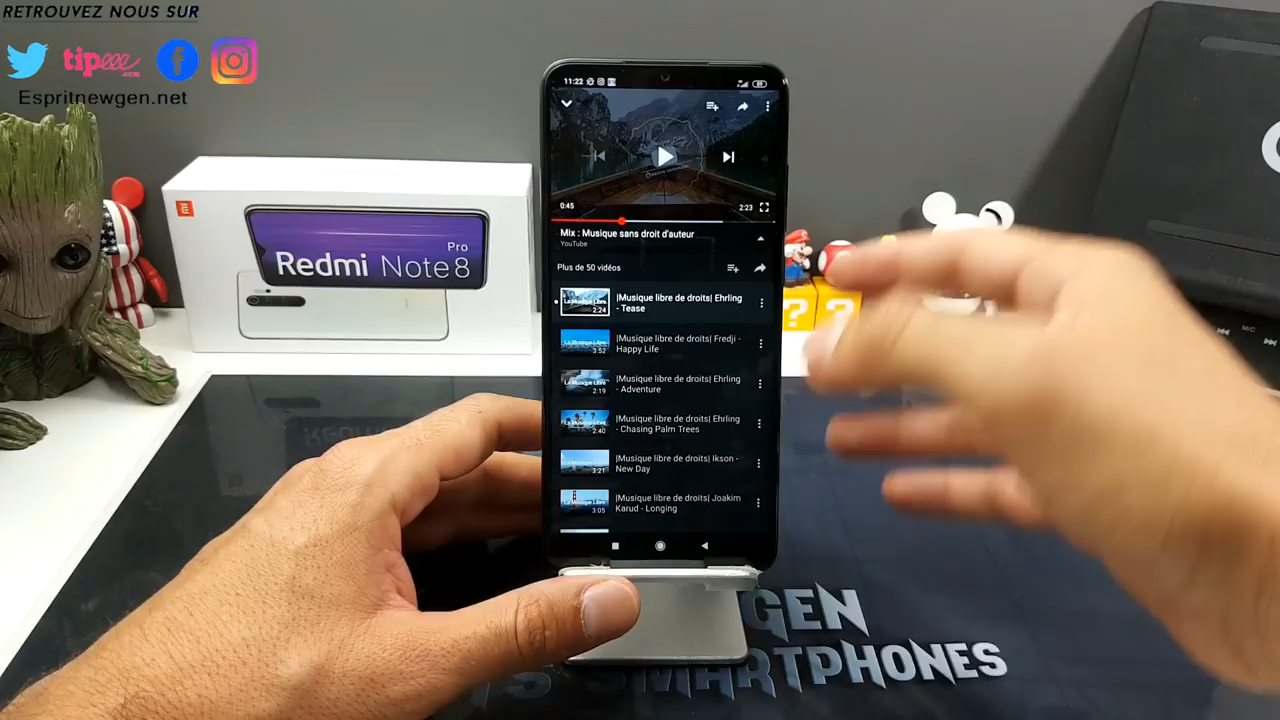 RETROUVEZ NOUS SUR
tipeee
.com
Espritnewgen.net
Pro
Redmi Note 8
11:22
0:45
2:23
Mix : Musique sans droit d'auteur
YouTube
Plus de 50 vidéos
|Musique libre de droits| Ehrling
- Tease
2:24
|Musique libre de droits| Fredji -
Happy Life
3:52
|Musique libre de droits| Ehrling
- Adventure
2:19
|Musique libre de droits| Ehrling
- Chasing Palm Trees
2:40
|Musique libre de droits| Ikson -
New Day
3:21
|Musique libre de droits| Joakim
Karud - Longing
3:05
? ?
MIC
GEN
SMARTPHONES